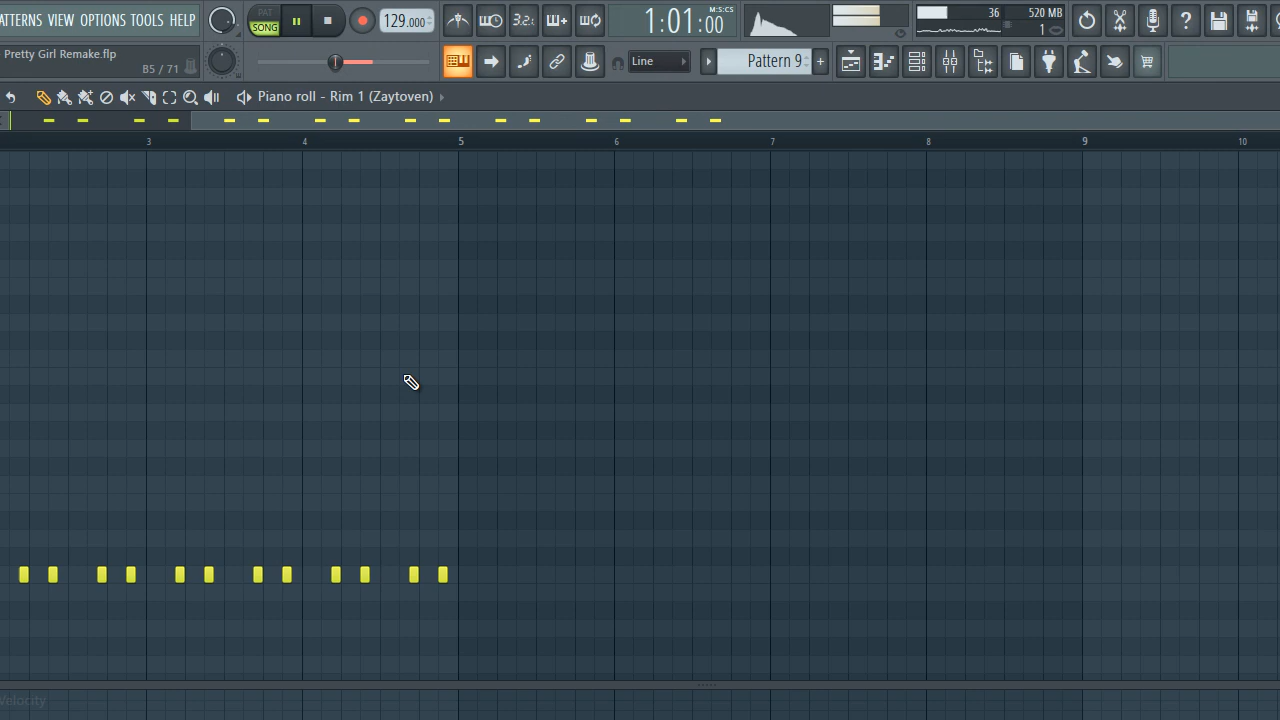 ATTERNS VIEW OPTIONS TOOLS HELP
PAT
SONG
129.000
3.2
1:01:00
M:S:CS
36
520 MB
1
Pretty Girl Remake.flp
B5 / 71
Line
Pattern 9
Piano roll - Rim 1 (Zaytoven)
3
4
5
6
7
8
9
10
Velocity